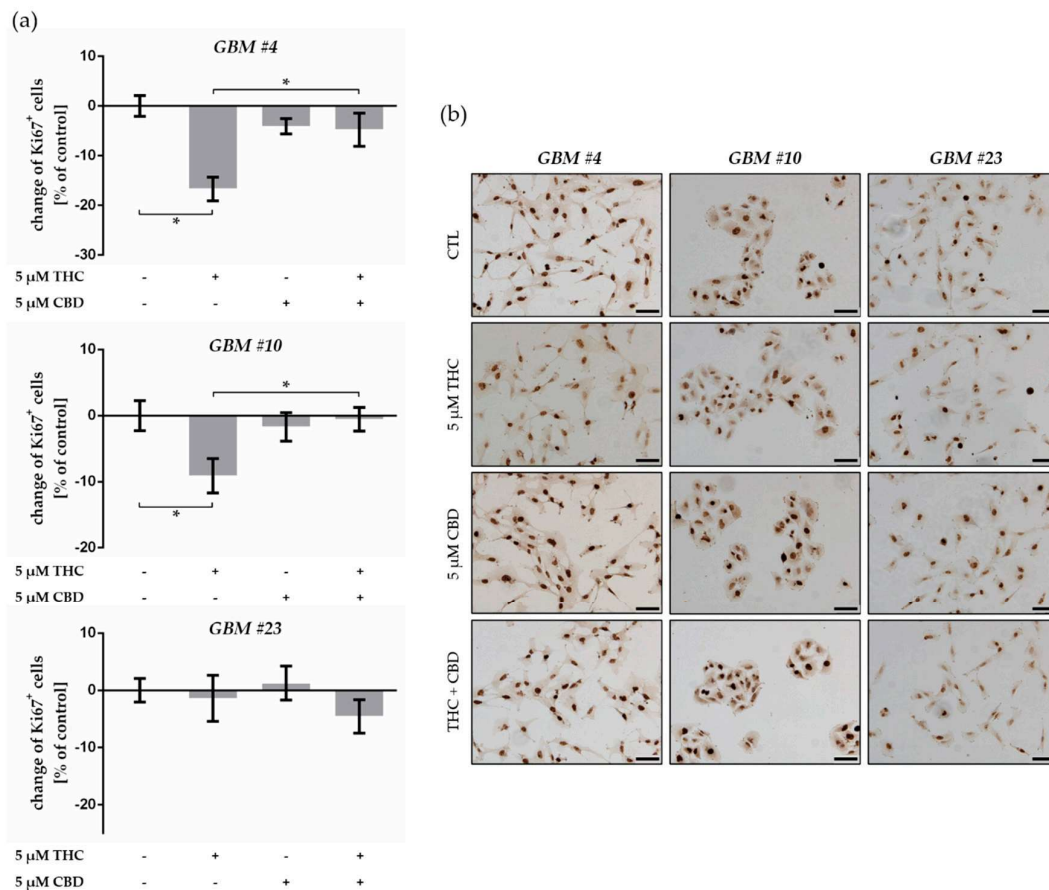 (a)
GBM #4
change of Ki67⁺ cells
[% of control]
10
0
-10
-20
-30
*
*
5 µM THC - + - +
5 µM CBD - - + +
GBM #10
change of Ki67⁺ cells
[% of control]
10
0
-10
-20
*
*
5 µM THC - + - +
5 µM CBD - - + +
GBM #23
change of Ki67⁺ cells
[% of control]
10
0
-10
-20
5 µM THC - + - +
5 µM CBD - - + +
(b)
GBM #4 GBM #10 GBM #23
CTL
5 µM THC
5 µM CBD
THC + CBD